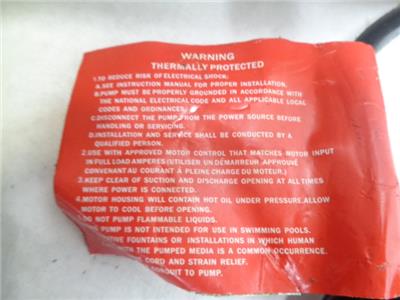 WARNING
THERMALLY PROTECTED
1.TO REDUCE RISK OF ELECTRICAL SHOCK:
A.SEE INSTRUCTION MANUAL FOR PROPER INSTALLATION.
B.PUMP MUST BE PROPERLY GROUNDED IN ACCORDANCE WITH
THE NATIONAL ELECTRICAL CODE AND ALL APPLICABLE LOCAL
CODES AND ORDINANCES.
C.DISCONNECT THE PUMP FROM THE POWER SOURCE BEFORE
HANDLING OR SERVICING.
D.INSTALLATION AND SERVICE SHALL BE CONDUCTED BY A
QUALIFIED PERSON.
2.USE WITH APPROVED MOTOR CONTROL THAT MATCHES MOTOR INPUT
IN FULL LOAD AMPERES (UTILISER UN DÉMARREUR APPROUVÉ
CONVENANT AU COURANT À PLEINE CHARGE DU MOTEUR.)
3.KEEP CLEAR OF SUCTION AND DISCHARGE OPENING AT ALL TIMES
WHERE POWER IS CONNECTED.
4.MOTOR HOUSING WILL CONTAIN HOT OIL UNDER PRESSURE.ALLOW
MOTOR TO COOL BEFORE OPENING.
DO NOT PUMP FLAMMABLE LIQUIDS.
PUMP IS NOT INTENDED FOR USE IN SWIMMING POOLS.
FOUNTAINS OR INSTALLATIONS IN WHICH HUMAN
WITH THE PUMPED MEDIA IS A COMMON OCCURRENCE.
CORD AND STRAIN RELIEF.
CONDUIT TO PUMP.